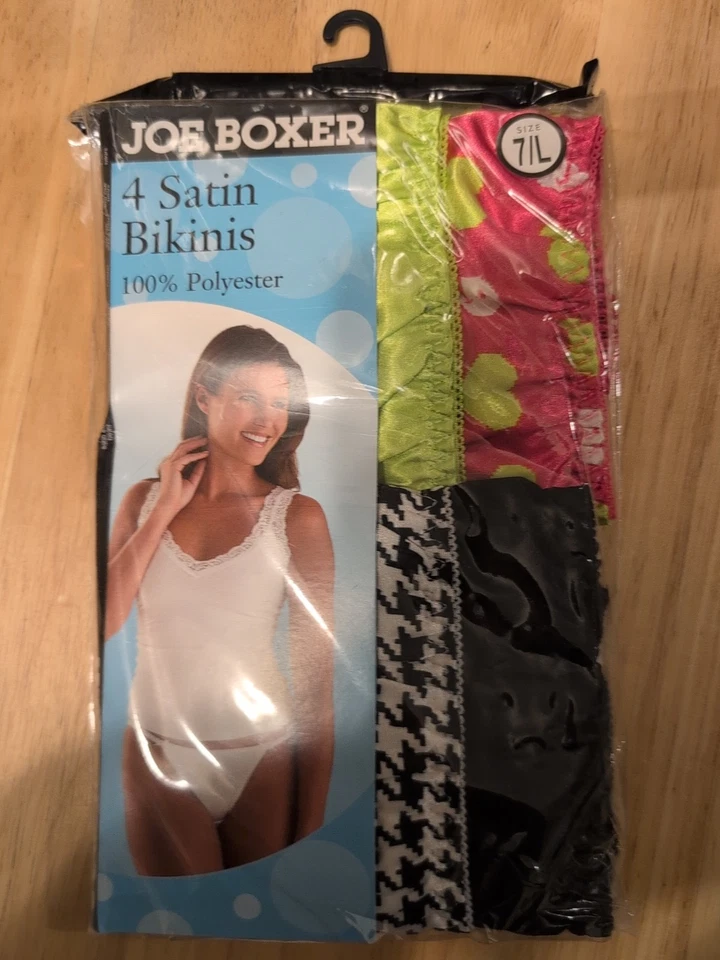 JOE BOXER®
4 Satin
Bikinis
100% Polyester
SIZE
7/L